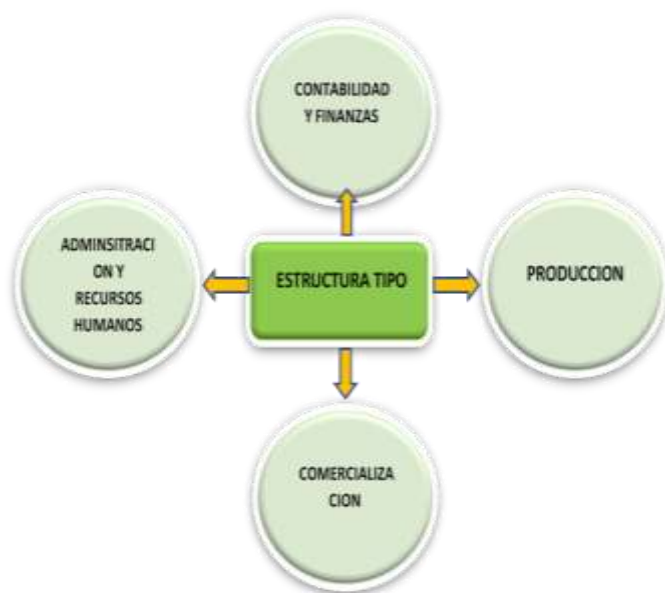 CONTABILIDAD
Y FINANZAS
ADMINSITRACI
ON Y
RECURSOS
HUMANOS
ESTRUCTURA TIPO
PRODUCCION
COMERCIALIZA
CION